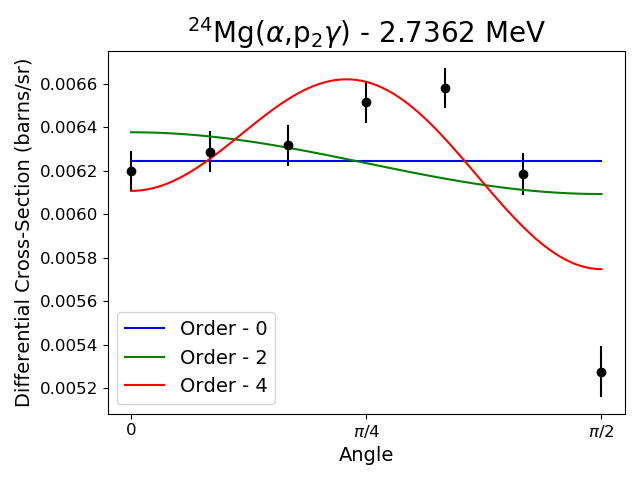 ²⁴Mg(α,p₂γ) - 2.7362 MeV
Differential Cross-Section (barns/sr)
0.0066
0.0064
0.0062
0.0060
0.0058
0.0056
0.0054
0.0052
Order - 0
Order - 2
Order - 4
0 π/4 π/2
Angle